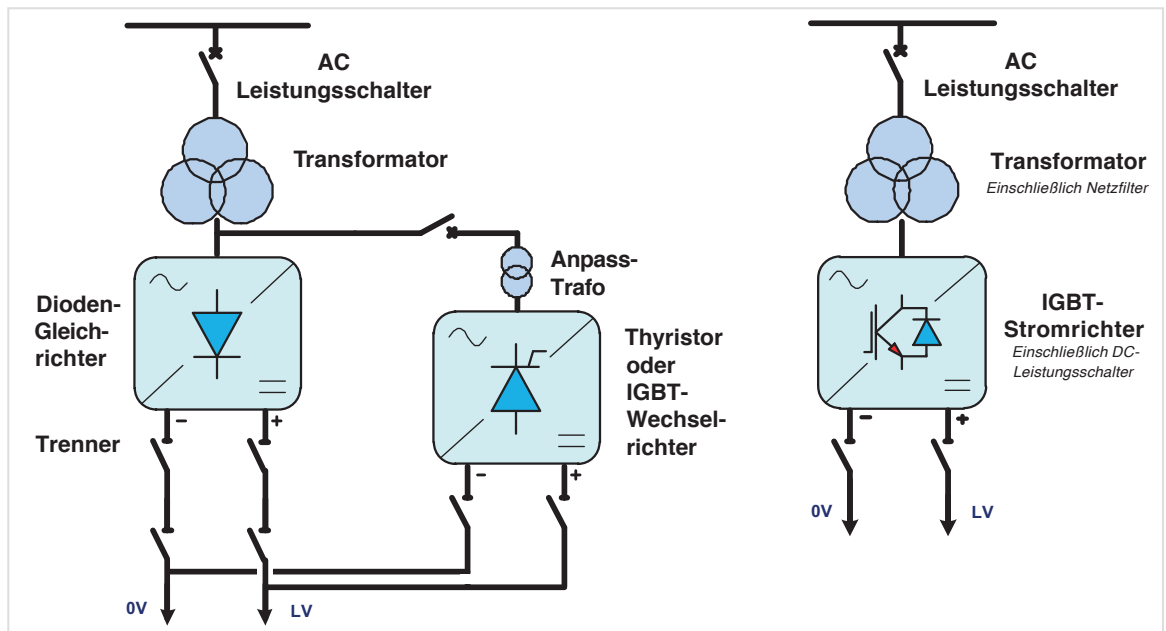 AC
Leistungsschalter
Transformator
Anpass-
Trafo
Dioden-
Gleich-
richter
Thyristor
oder
IGBT-
Wechsel-
richter
- +
Trenner
- +
0V
LV
AC
Leistungsschalter
Transformator
Einschließlich Netzfilter
IGBT-
Stromrichter
Einschließlich DC-
Leistungsschalter
- +
0V
LV